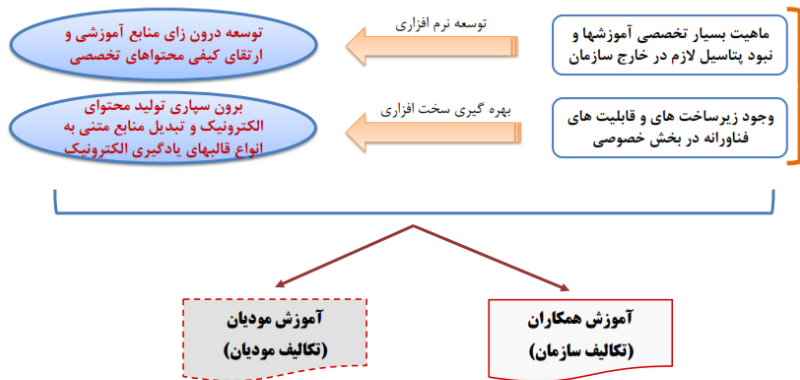 ماهیت بسیار تخصصی آموزشها و
نبود پتاسیل لازم در خارج سازمان
توسعه نرم افزاری
توسعه درون زای منابع آموزشی و
ارتقای کیفی محتواهای تخصصی
وجود زیرساخت های و قابلیت های
فناورانه در بخش خصوصی
بهره گیری سخت افزاری
برون سپاری تولید محتوای
الکترونیک و تبدیل منابع متنی به
انواع قالبهای یادگیری الکترونیک
آموزش همکاران
(تکالیف سازمان)
آموزش مودیان
(تکالیف مودیان)